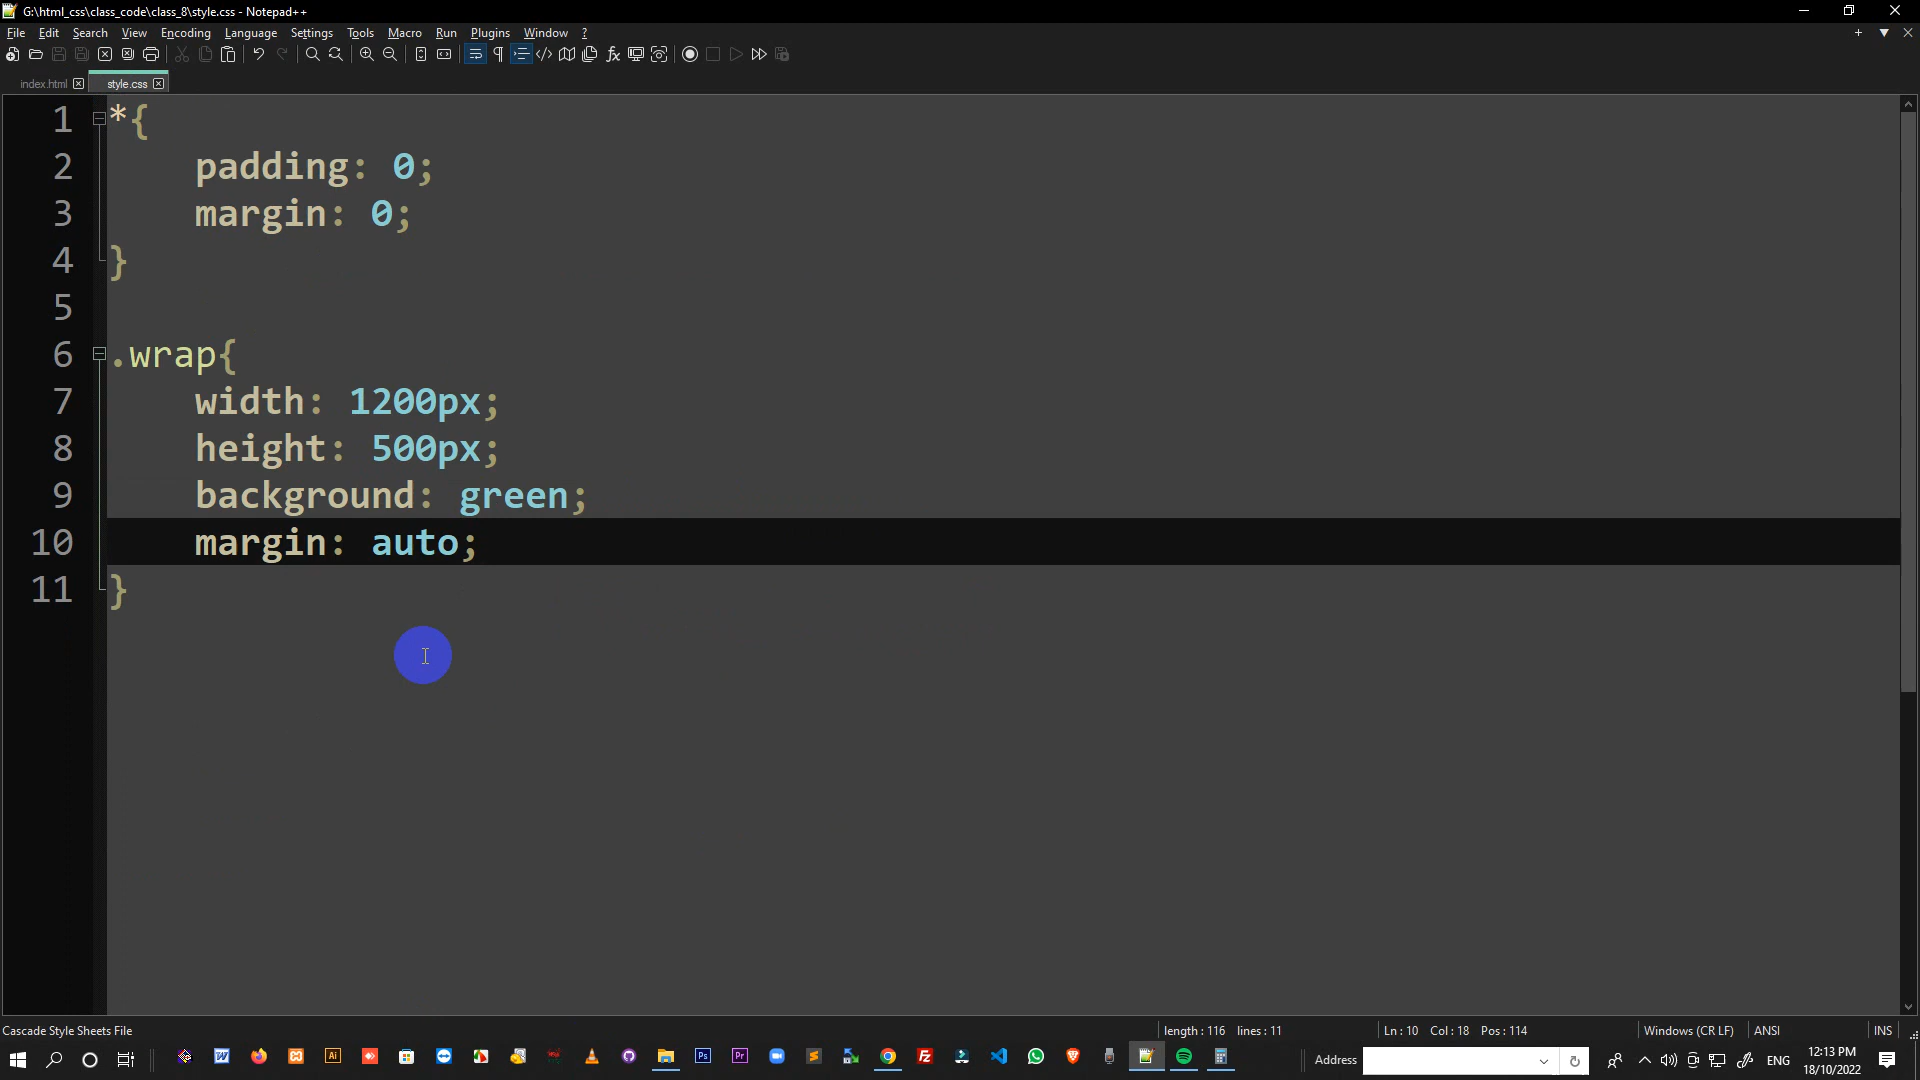 G:\html_css\class_code\class_8\style.css - Notepad++
File Edit Search View Encoding Language Settings Tools Macro Run Plugins Window ?
index.html style.css
1 *{
2 padding: 0;
3 margin: 0;
4 }
5
6 .wrap{
7 width: 1200px;
8 height: 500px;
9 background: green;
10 margin: auto;
11 }
Cascade Style Sheets File length : 116 lines : 11 Ln : 10 Col : 18 Pos : 114 Windows (CR LF) ANSI INS
Address ENG 12:13 PM
18/10/2022